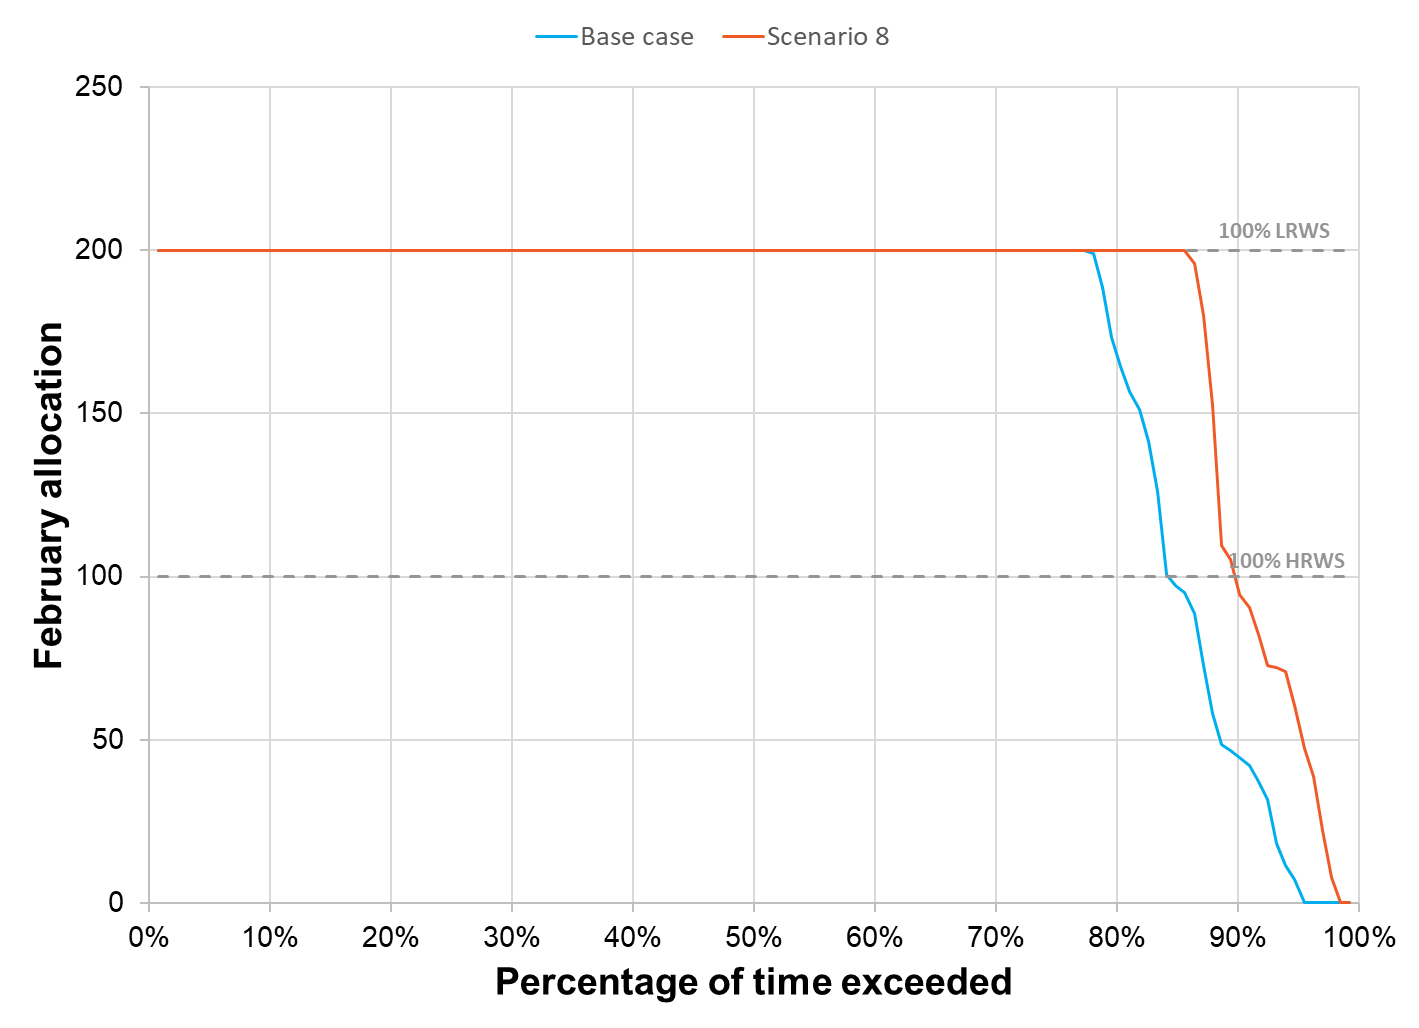 Base case Scenario 8
250
200
150
100
50
0
100% LRWS
100% HRWS
February allocation
0% 10% 20% 30% 40% 50% 60% 70% 80% 90% 100%
Percentage of time exceeded